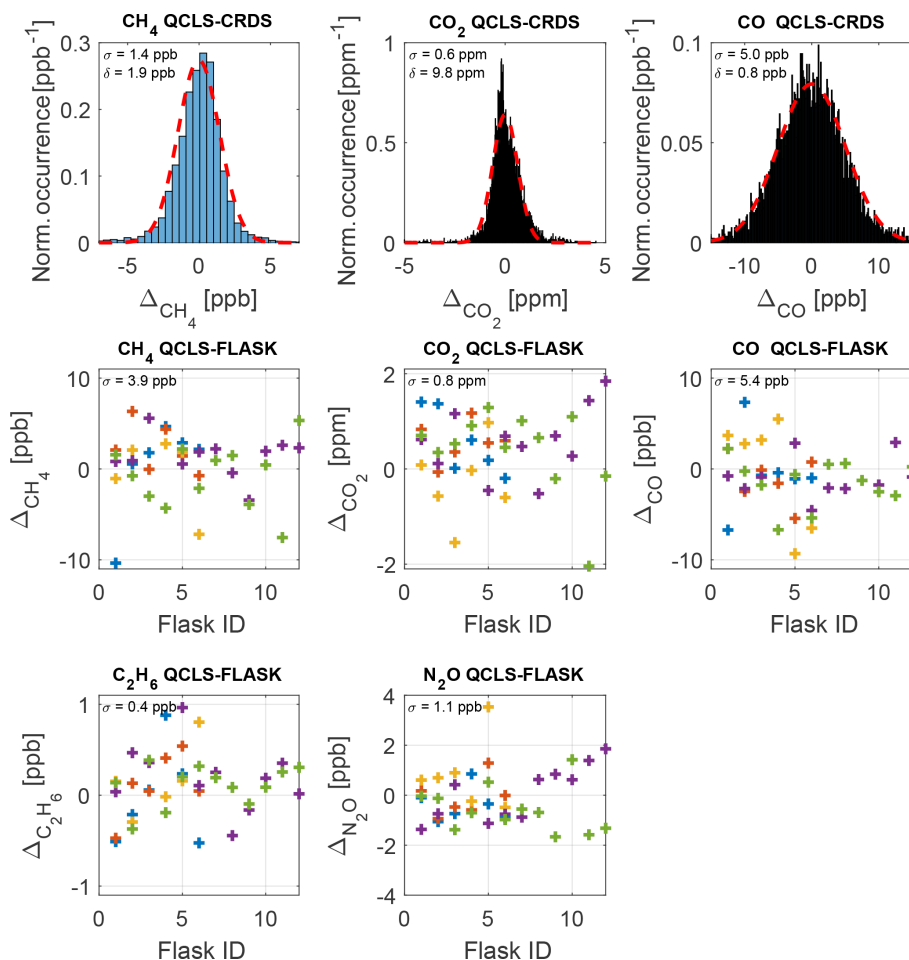 CH4 QCLS-CRDS
σ = 1.4 ppb
δ = 1.9 ppb
Norm. occurrence[ppb-1]
0.3
0.2
0.1
0
-5
0
5
ΔCH4 [ppb]
CO2 QCLS-CRDS
σ = 0.6 ppm
δ = 9.8 ppm
Norm. occurrence[ppm-1]
1
0.5
0
-5
0
5
ΔCO2 [ppm]
CO QCLS-CRDS
σ = 5.0 ppb
δ = 0.8 ppb
Norm. occurrence[ppb-1]
0.1
0.05
0
-10
0
10
ΔCO [ppb]
CH4 QCLS-FLASK
σ = 3.9 ppb
ΔCH4 [ppb]
10
0
-10
0
5
10
Flask ID
CO2 QCLS-FLASK
σ = 0.8 ppm
ΔCO2 [ppm]
2
0
-2
0
5
10
Flask ID
CO QCLS-FLASK
σ = 5.4 ppb
ΔCO [ppb]
10
0
-10
0
5
10
Flask ID
C2H6 QCLS-FLASK
σ = 0.4 ppb
ΔC2H6 [ppb]
1
0
-1
0
5
10
Flask ID
N2O QCLS-FLASK
σ = 1.1 ppb
ΔN2O [ppb]
4
2
0
-2
-4
0
5
10
Flask ID